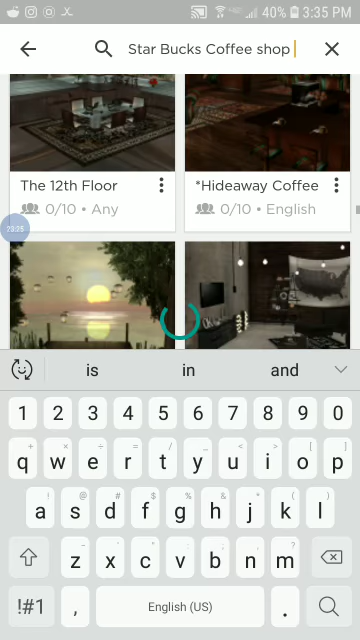 40% 3:35 PM
Star Bucks Coffee shop
The 12th Floor
*Hideaway Coffee
0/10 • Any
0/10 • English
is in and
1 2 3 4 5 6 7 8 9 0
+ × ÷ = / _ < > [ ]
q w e r t y u i o p
! @ # $ % ^ & * ( )
a s d f g h j k l
- ' " : ; , ?
z x c v b n m
!#1 , English (US) .